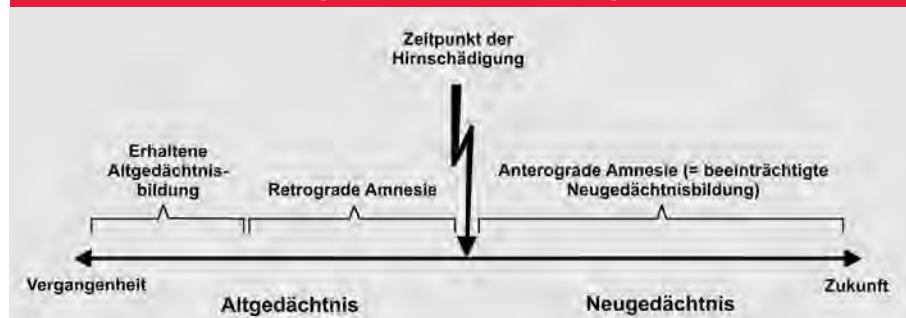 Zeitpunkt der
Hirnschädigung
Erhaltene
Altgedächtnis-
bildung
Retrograde Amnesie
Anterograde Amnesie (= beeinträchtigte
Neugedächtnisbildung)
Vergangenheit
Zukunft
Altgedächtnis
Neugedächtnis